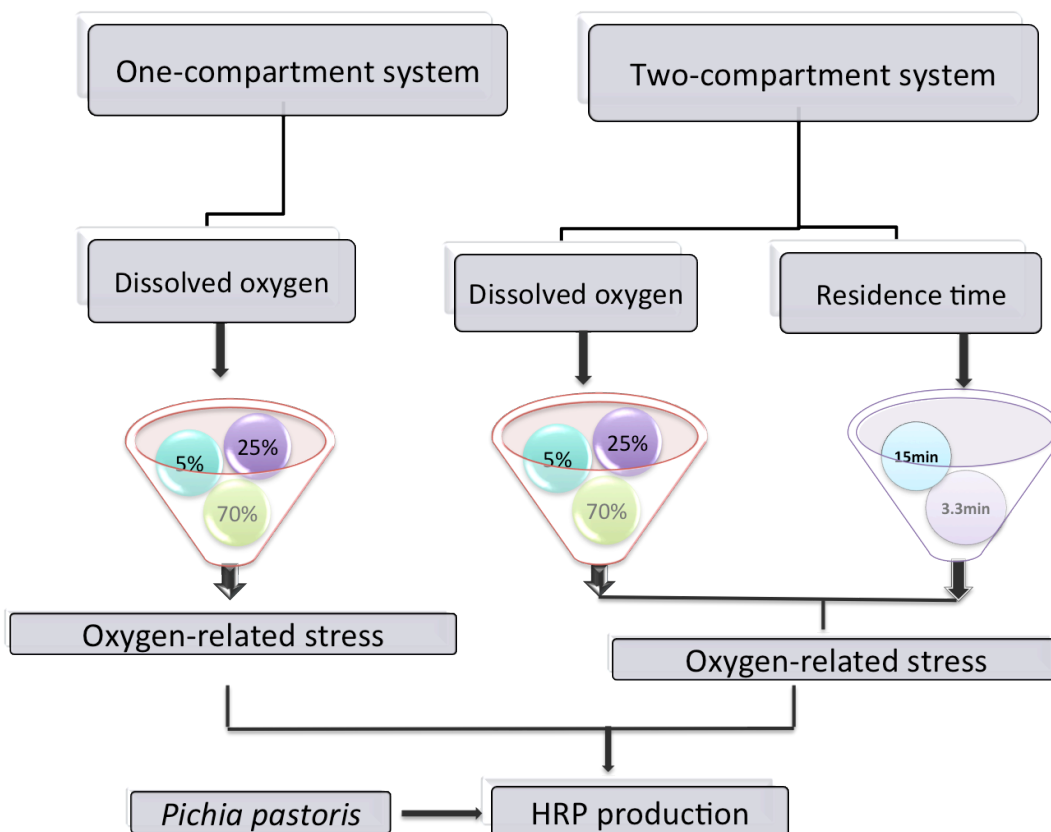 One-compartment system
Two-compartment system
Dissolved oxygen
Dissolved oxygen
Residence time
5%
25%
70%
5%
25%
70%
15min
3.3min
Oxygen-related stress
Oxygen-related stress
Pichia pastoris
HRP production